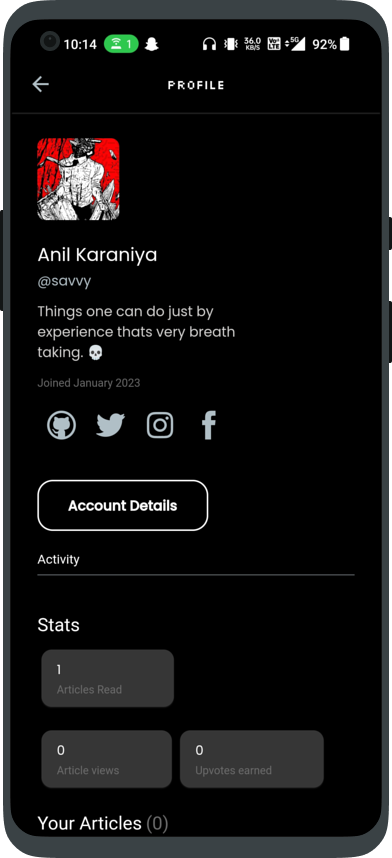 10:14 1 36.0 KB/S Vo) LTE 5G 92%
PROFILE
Anil Karaniya
@savvy
Things one can do just by
experience thats very breath
taking. 💀
Joined January 2023
Account Details
Activity
Stats
1
Articles Read
0 0
Article views Upvotes earned
Your Articles (0)